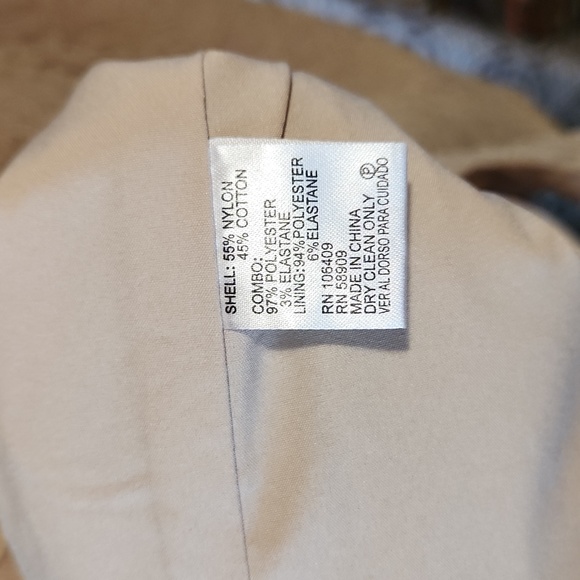 SHELL: 55% NYLON
45% COTTON
COMBO:
97% POLYESTER
3% ELASTANE
LINING:94%POLYESTER
6%ELASTANE
RN 106409
RN 58909
MADE IN CHINA
DRY CLEAN ONLY Ⓟ
VER AL DORSO PARA CUIDADO